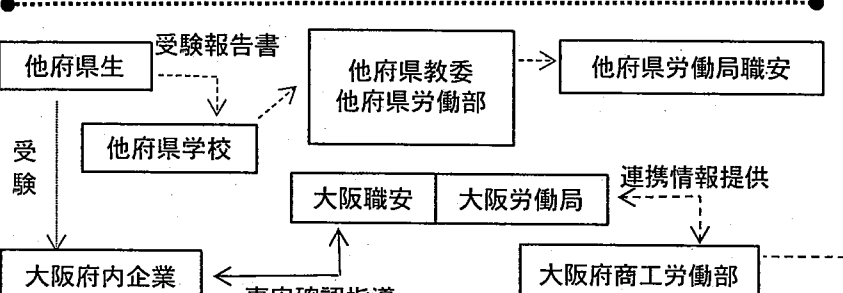 他府県生
受験報告書
他府県教委
他府県労働部
他府県労働局職安
他府県学校
受験
大阪職安
大阪労働局
連携情報提供
大阪府内企業
大阪府商工労働部